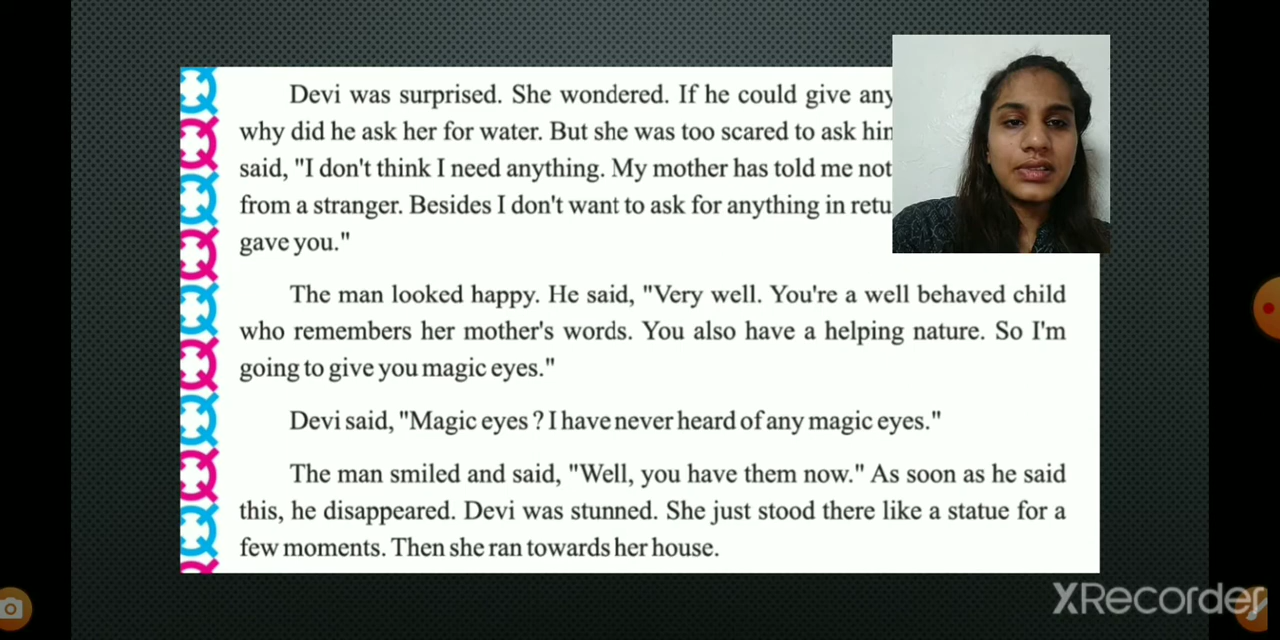 Devi was surprised. She wondered. If he could give any
why did he ask her for water. But she was too scared to ask
said, "I don't think I need anything. My mother has told me not
from a stranger. Besides I don't want to ask for anything in
gave you."
The man looked happy. He said, "Very well. You're a well behaved child
who remembers her mother's words. You also have a helping nature. So I'm
going to give you magic eyes."
Devi said, "Magic eyes ? I have never heard of any magic eyes."
The man smiled and said, "Well, you have them now." As soon as he said
this, he disappeared. Devi was stunned. She just stood there like a statue for a
few moments. Then she ran towards her house.
XRecorder